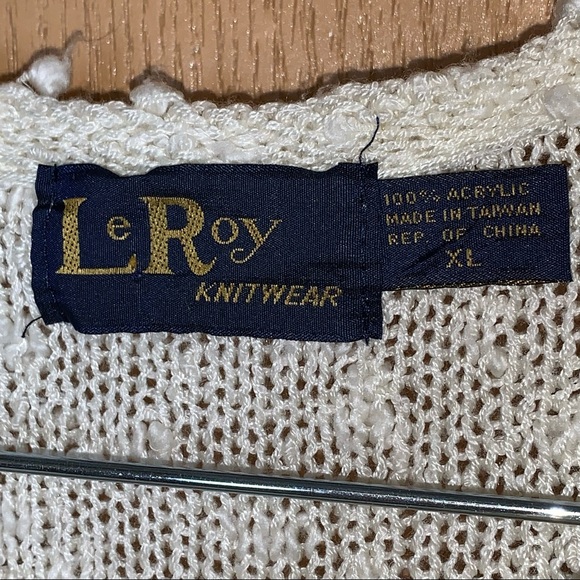 LeRoy
KNITWEAR
100% ACRYLIC
MADE IN TAIWAN
REP. OF CHINA
XL